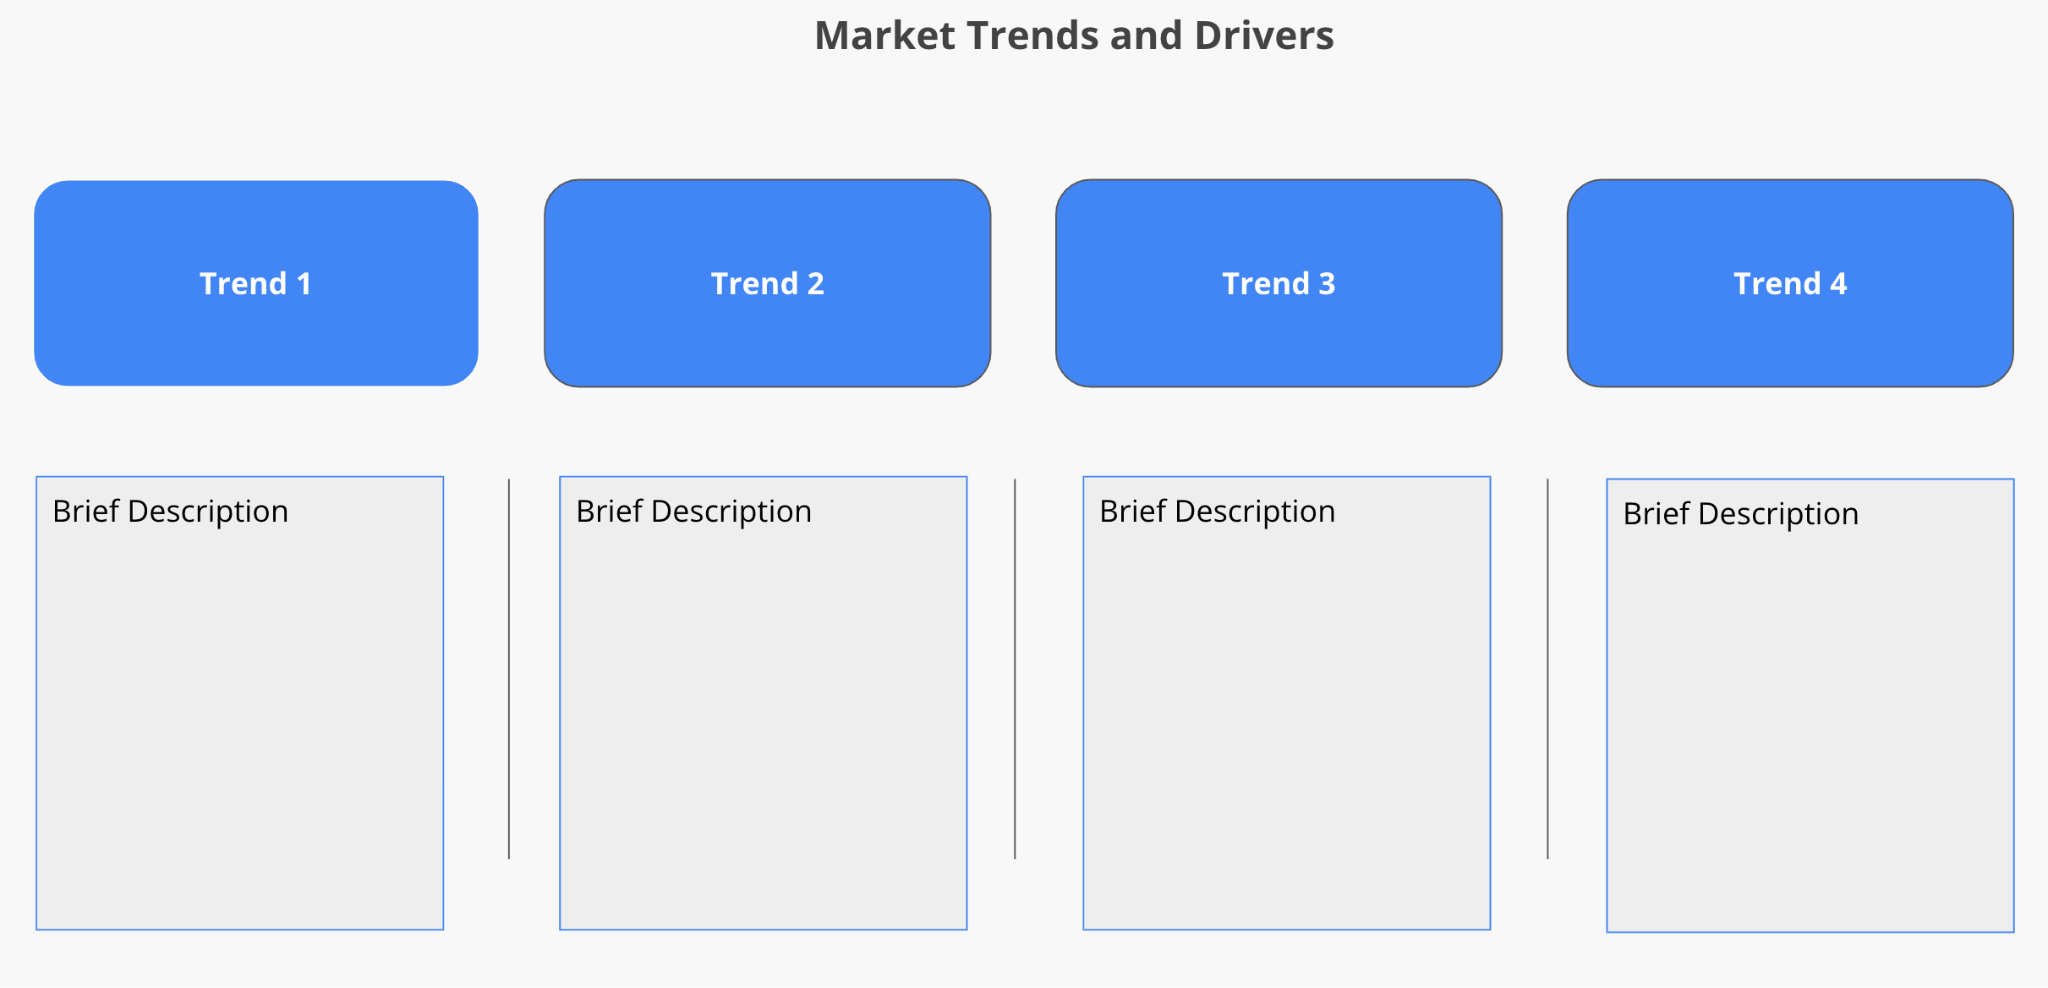 Market Trends and Drivers
Trend 1
Trend 2
Trend 3
Trend 4
Brief Description
Brief Description
Brief Description
Brief Description